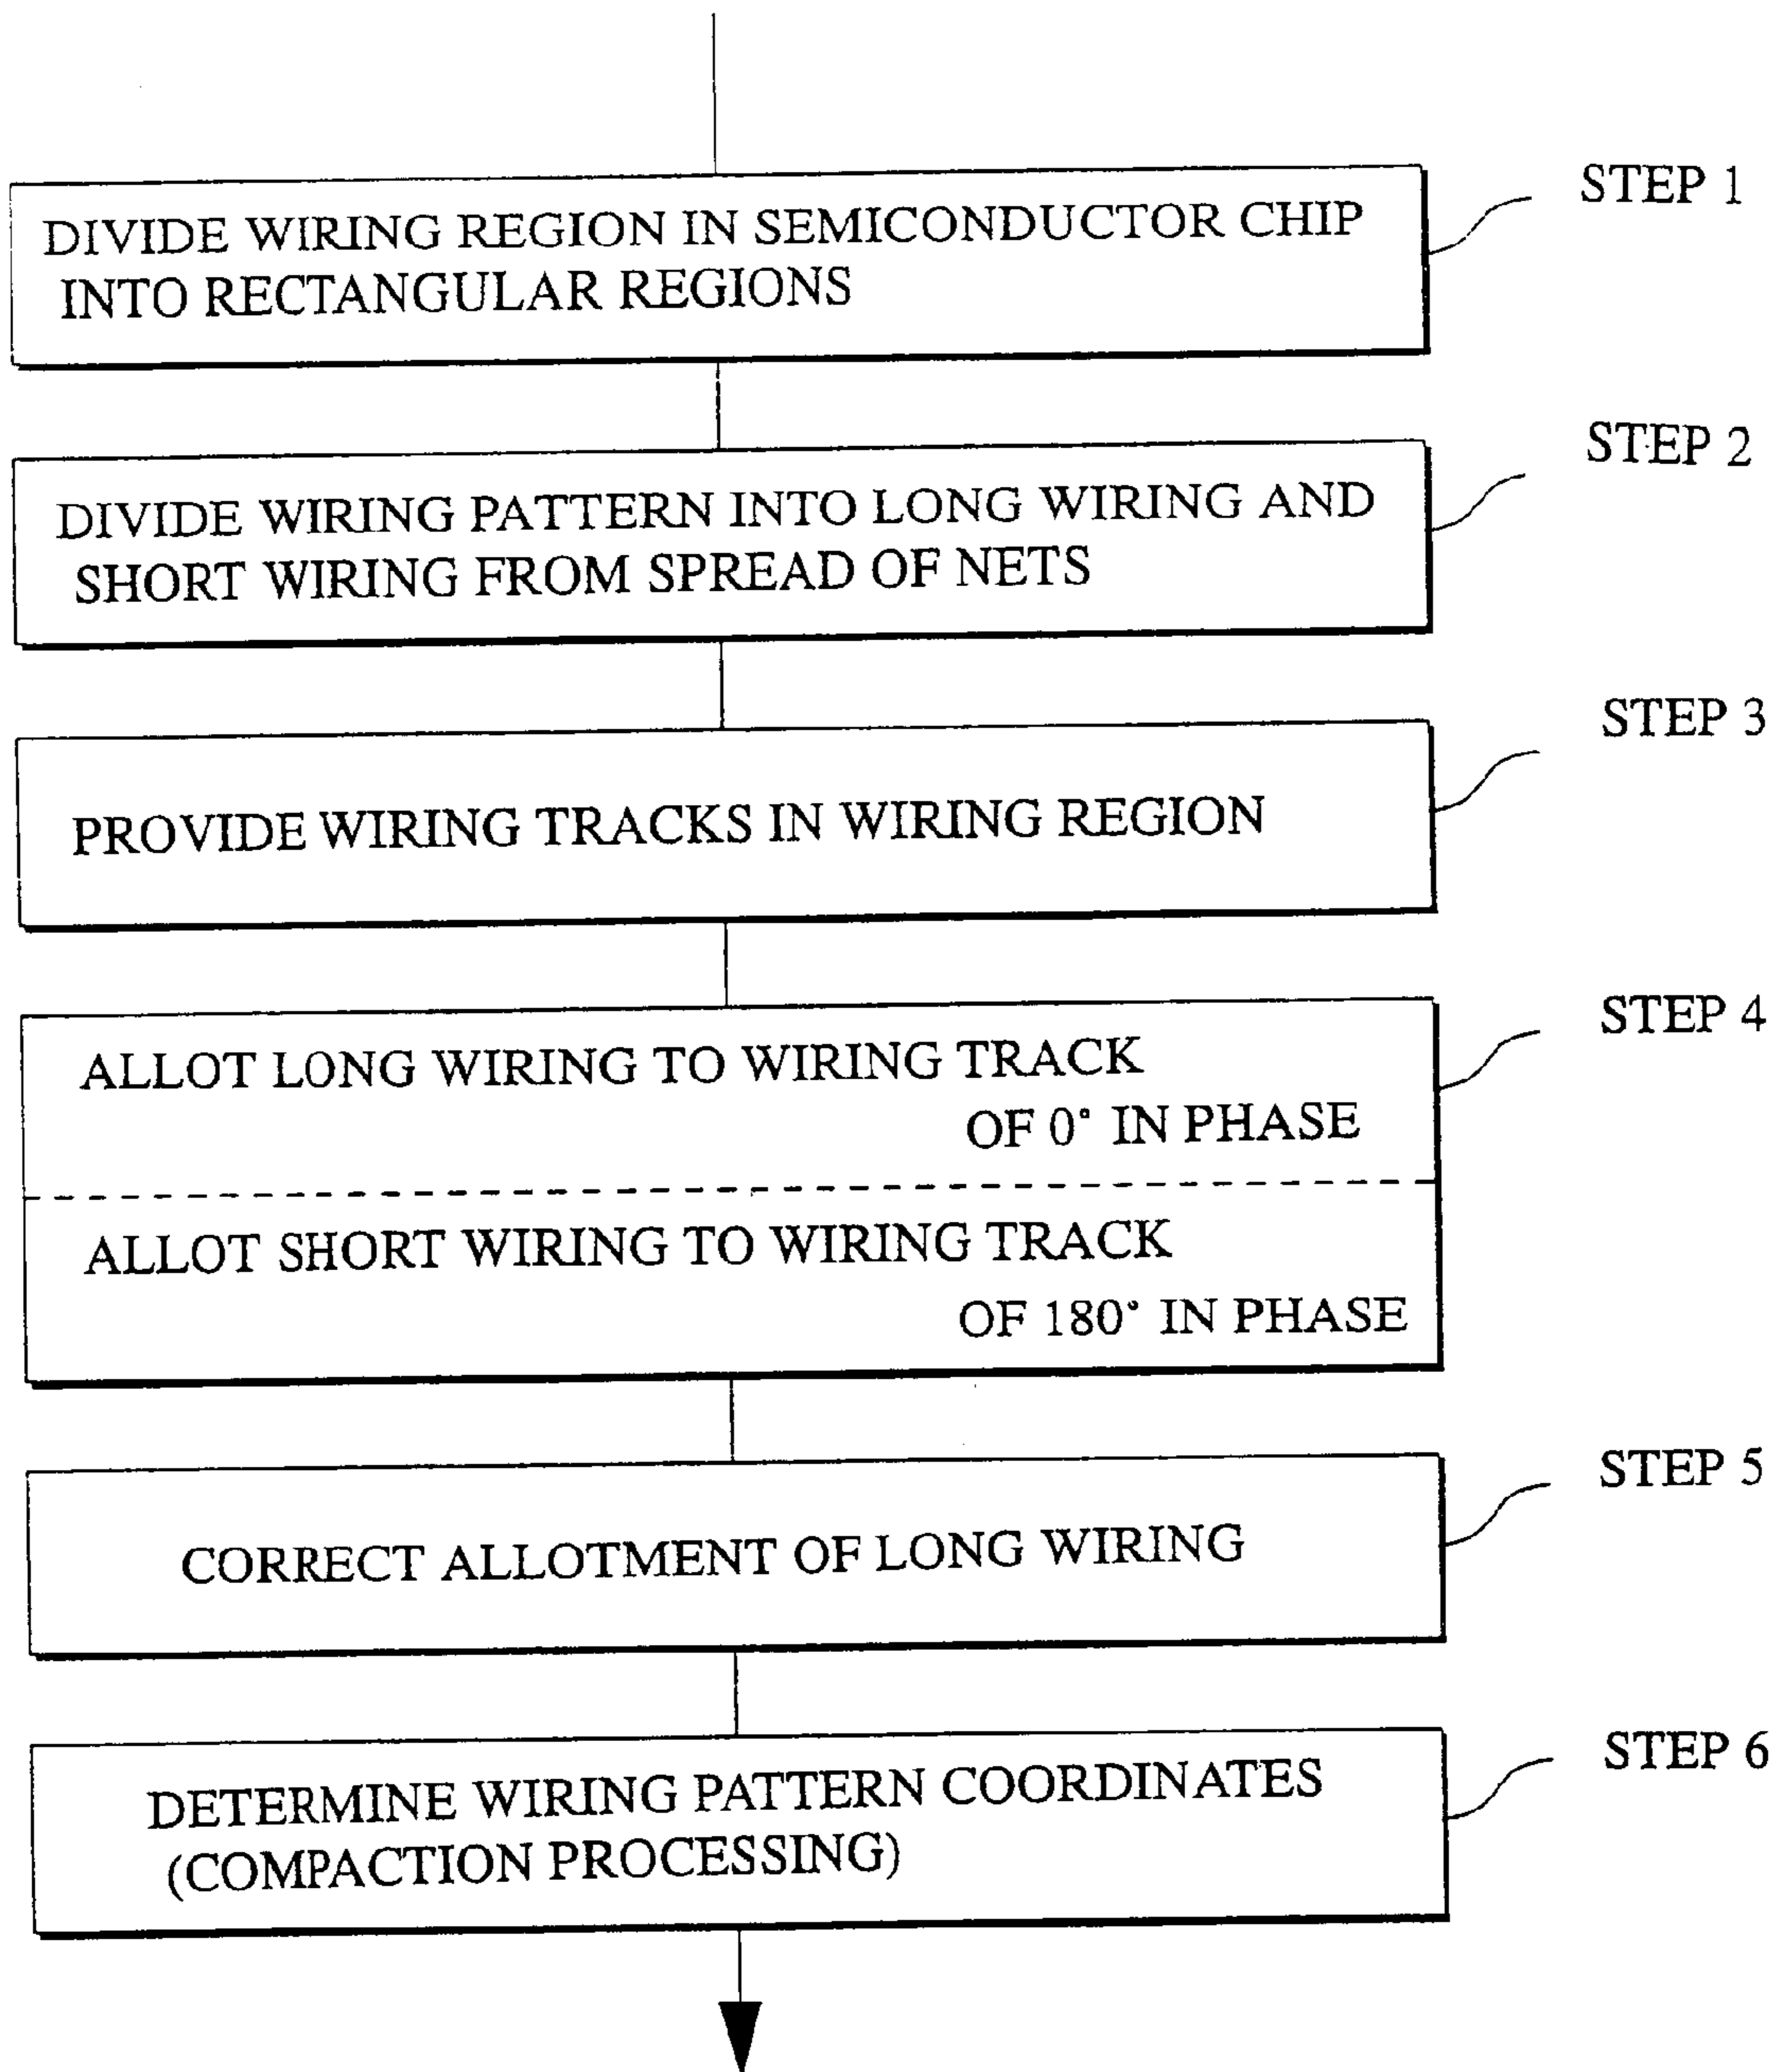 STEP 1
DIVIDE WIRING REGION IN SEMICONDUCTOR CHIP
INTO RECTANGULAR REGIONS
STEP 2
DIVIDE WIRING PATTERN INTO LONG WIRING AND
SHORT WIRING FROM SPREAD OF NETS
STEP 3
PROVIDE WIRING TRACKS IN WIRING REGION
STEP 4
ALLOT LONG WIRING TO WIRING TRACK
OF 0° IN PHASE
ALLOT SHORT WIRING TO WIRING TRACK
OF 180° IN PHASE
STEP 5
CORRECT ALLOTMENT OF LONG WIRING
STEP 6
DETERMINE WIRING PATTERN COORDINATES
(COMPACTION PROCESSING)